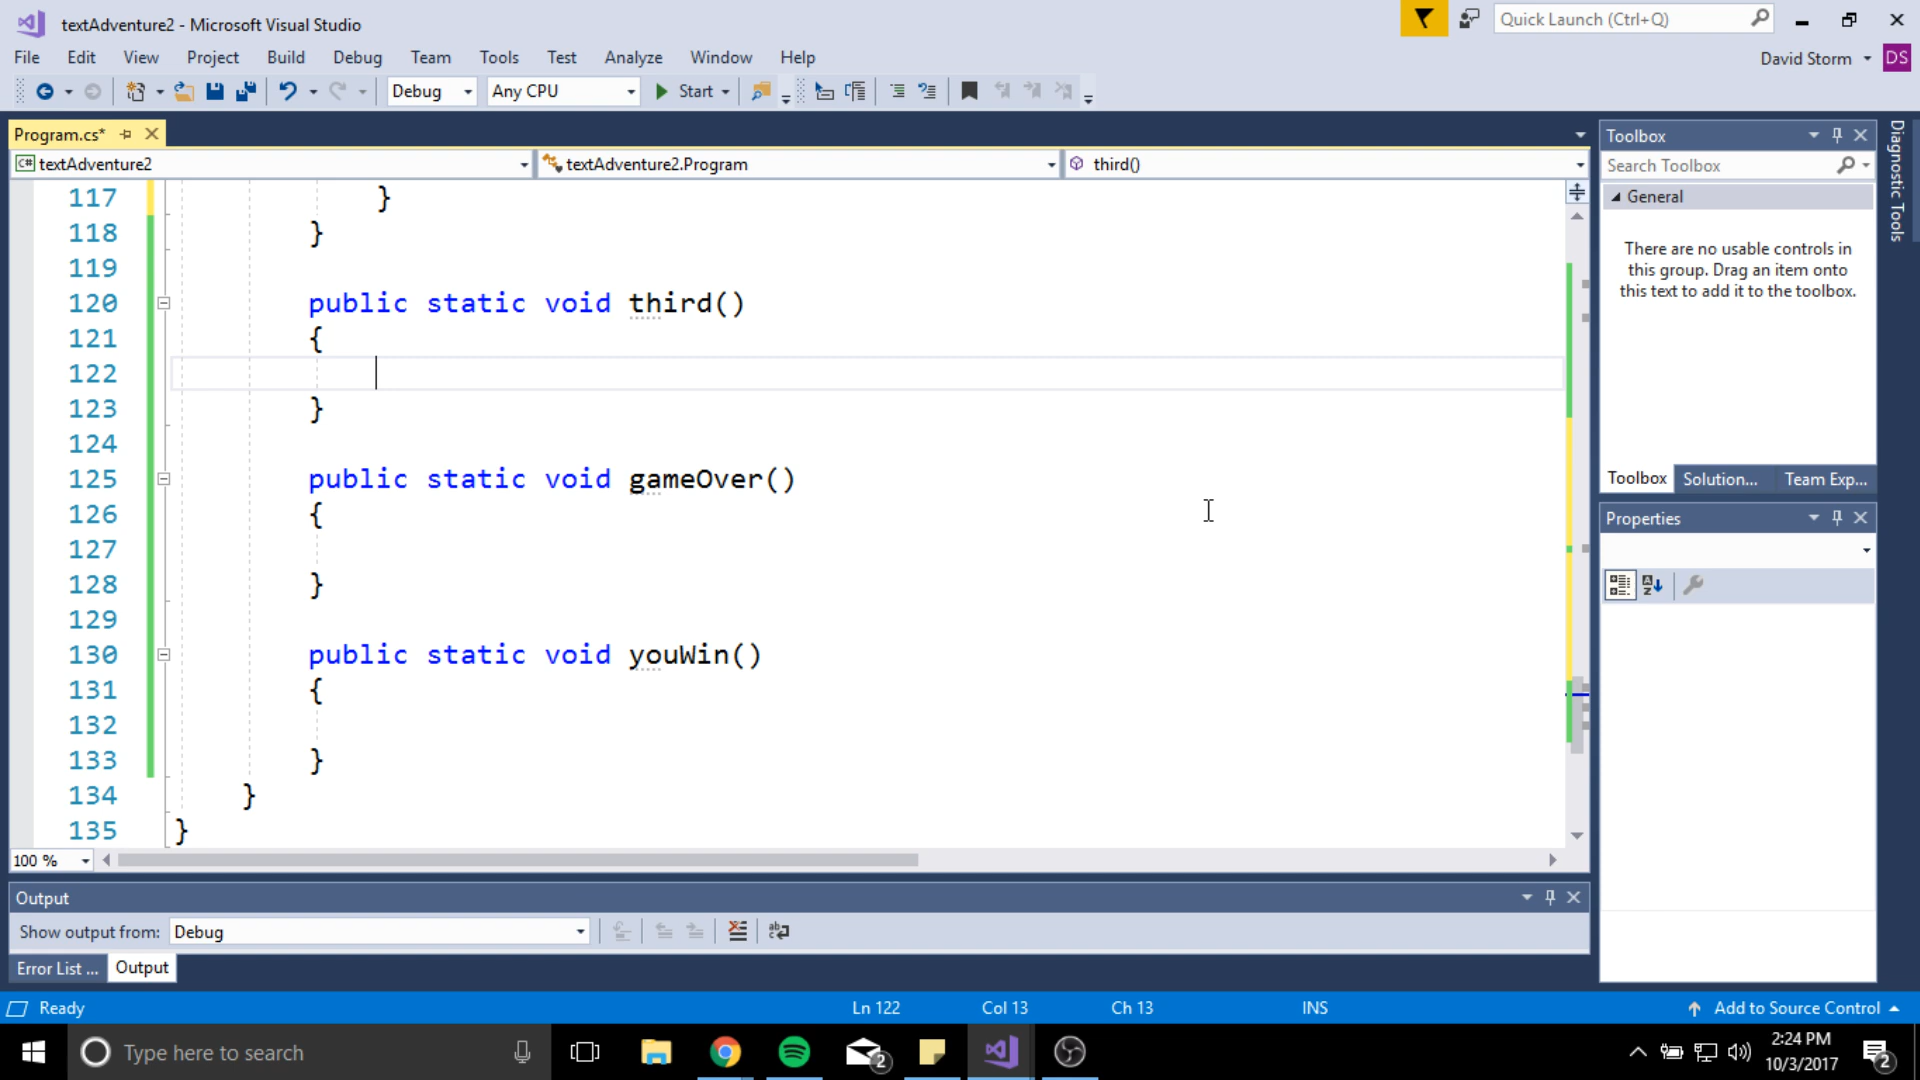 textAdventure2 - Microsoft Visual Studio
Quick Launch (Ctrl+Q)
File Edit View Project Build Debug Team Tools Test Analyze Window Help
David Storm DS
Debug Any CPU Start
Program.cs*
textAdventure2 textAdventure2.Program third()
C#
117 }
118 }
119
120 public static void third()
121 {
122
123 }
124
125 public static void gameOver()
126 {
127
128 }
129
130 public static void youWin()
131 {
132
133 }
134 }
135 }
100 %
Toolbox
Search Toolbox
General
There are no usable controls in
this group. Drag an item onto
this text to add it to the toolbox.
Toolbox Solution... Team Exp...
Properties
Diagnostic Tools
Output
Show output from: Debug
Error List ... Output
Ready Ln 122 Col 13 Ch 13 INS Add to Source Control
Type here to search
2
2:24 PM
10/3/2017
2